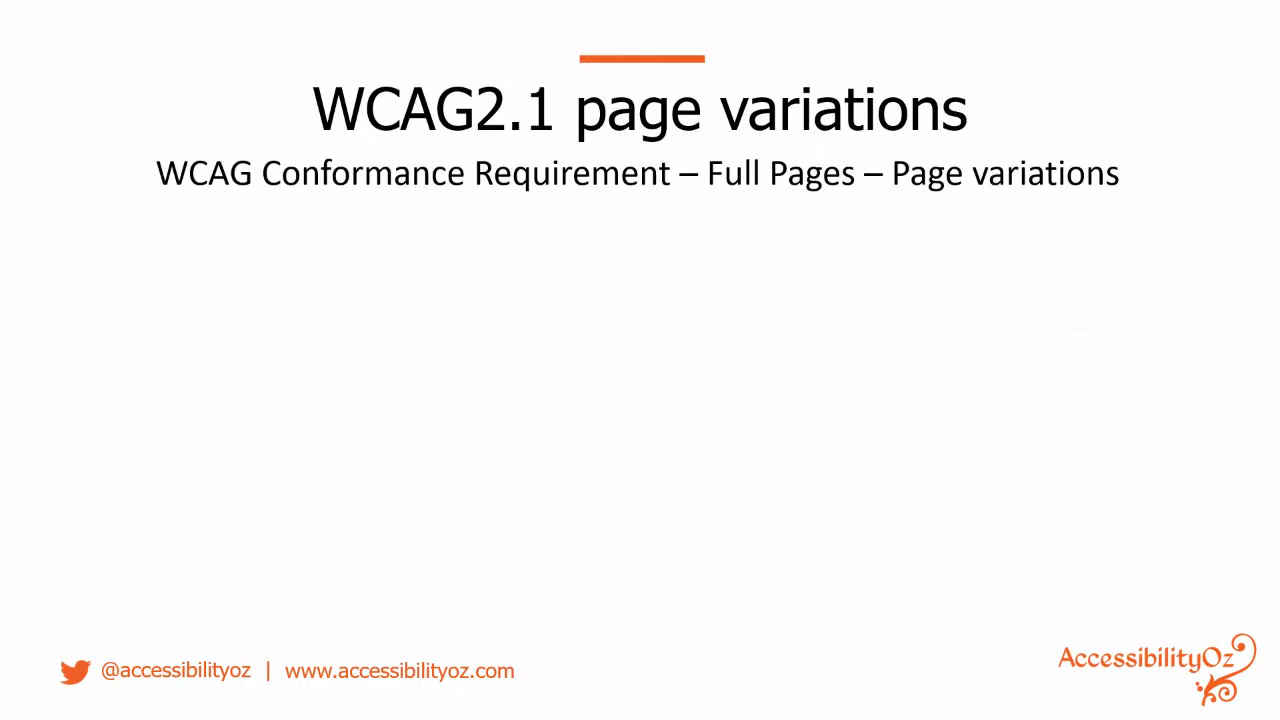 WCAG2.1 page variations
WCAG Conformance Requirement – Full Pages – Page variations
@accessibilityoz | www.accessibilityoz.com
AccessibilityOz